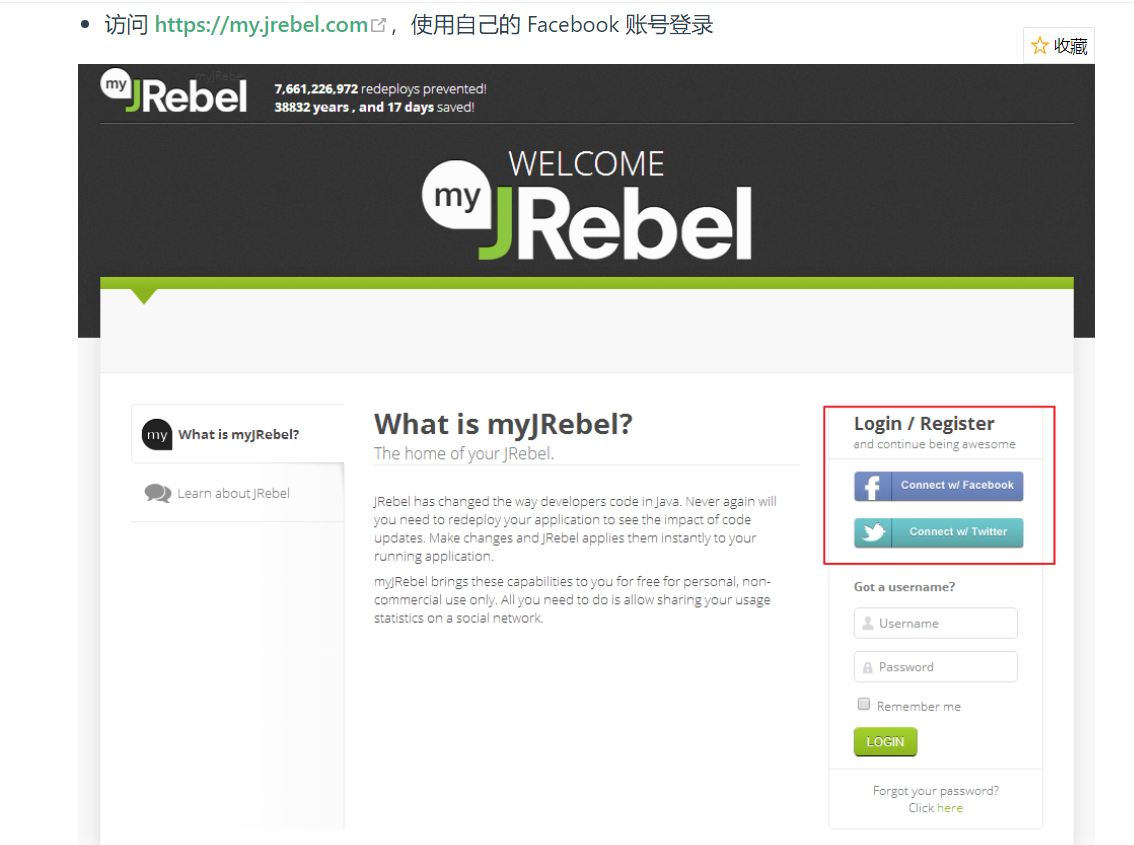 访问 https://my.jrebel.com，使用自己的 Facebook 账号登录
收藏
my JRebel
myJRebel
7,661,226,972 redeploys prevented!
38832 years , and 17 days saved!
WELCOME
my JRebel
my What is myJRebel?
Learn about JRebel
What is myJRebel?
The home of your JRebel.
JRebel has changed the way developers code in Java. Never again will
you need to redeploy your application to see the impact of code
updates. Make changes and JRebel applies them instantly to your
running application.
myJRebel brings these capabilities to you for free for personal, non-
commercial use only. All you need to do is allow sharing your usage
statistics on a social network.
Login / Register
and continue being awesome
f Connect w/ Facebook
Connect w/ Twitter
Got a username?
Username
Password
Remember me
LOGIN
Forgot your password?
Click here